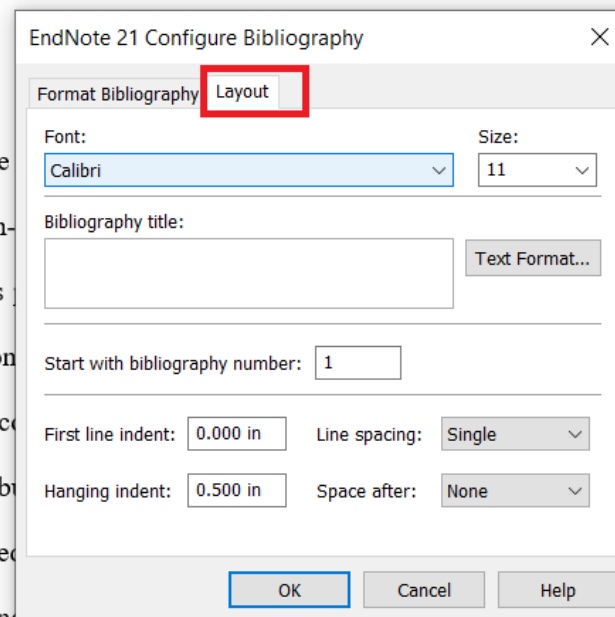 EndNote 21 Configure Bibliography
Format Bibliography Layout
Font: Size:
Calibri 11
Bibliography title:
Text Format...
Start with bibliography number: 1
First line indent: 0.000 in Line spacing: Single
Hanging indent: 0.500 in Space after: None
OK Cancel Help